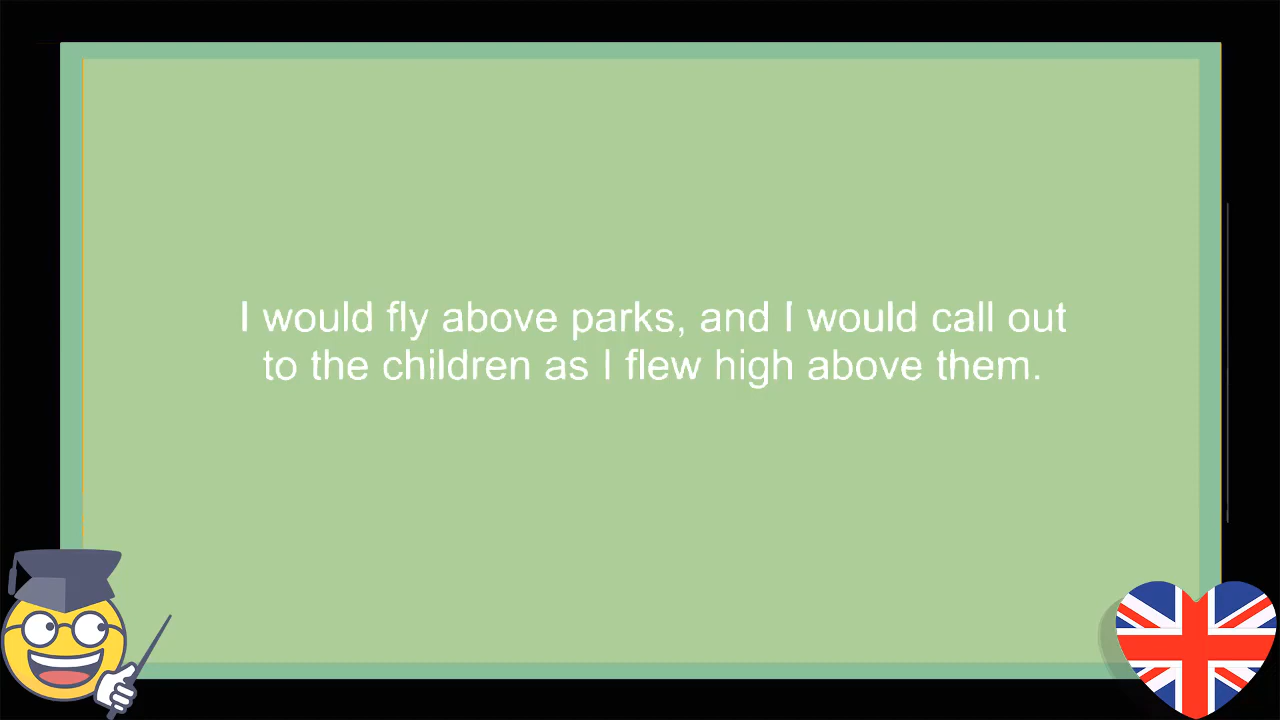 I would fly above parks, and I would call out
to the children as I flew high above them.